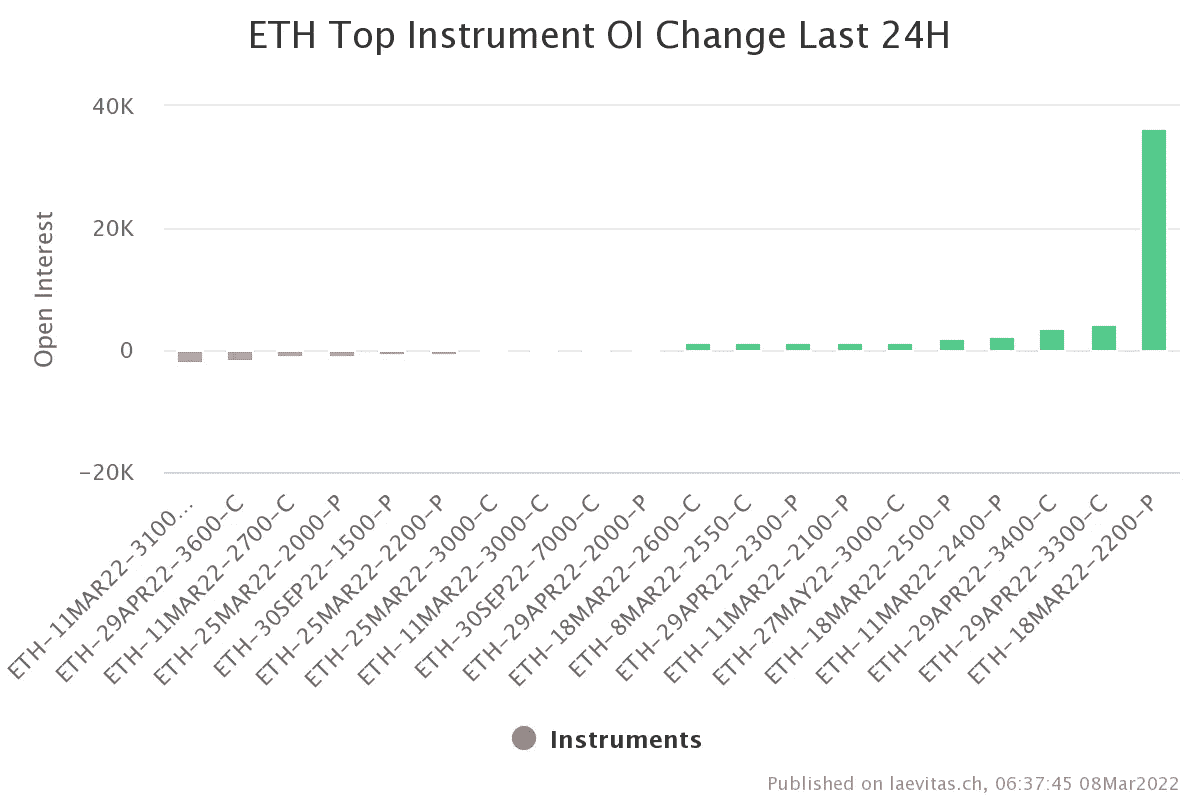 ETH Top Instrument OI Change Last 24H
Open Interest
40K
20K
0
−20K
ETH-11MAR22-3100...
ETH-29APR22-3600-C
ETH-11MAR22-2700-C
ETH-25MAR22-2000-P
ETH-30SEP22-1500-P
ETH-25MAR22-2200-P
ETH-25MAR22-3000-C
ETH-11MAR22-3000-C
ETH-30SEP22-7000-C
ETH-29APR22-2000-P
ETH-18MAR22-2600-C
ETH-8MAR22-2550-C
ETH-29APR22-2300-P
ETH-11MAR22-2100-P
ETH-27MAY22-3000-C
ETH-18MAR22-2500-P
ETH-11MAR22-2400-P
ETH-29APR22-3400-C
ETH-29APR22-3300-C
ETH-18MAR22-2200-P
Instruments
Published on laevitas.ch, 06:37:45 08Mar2022